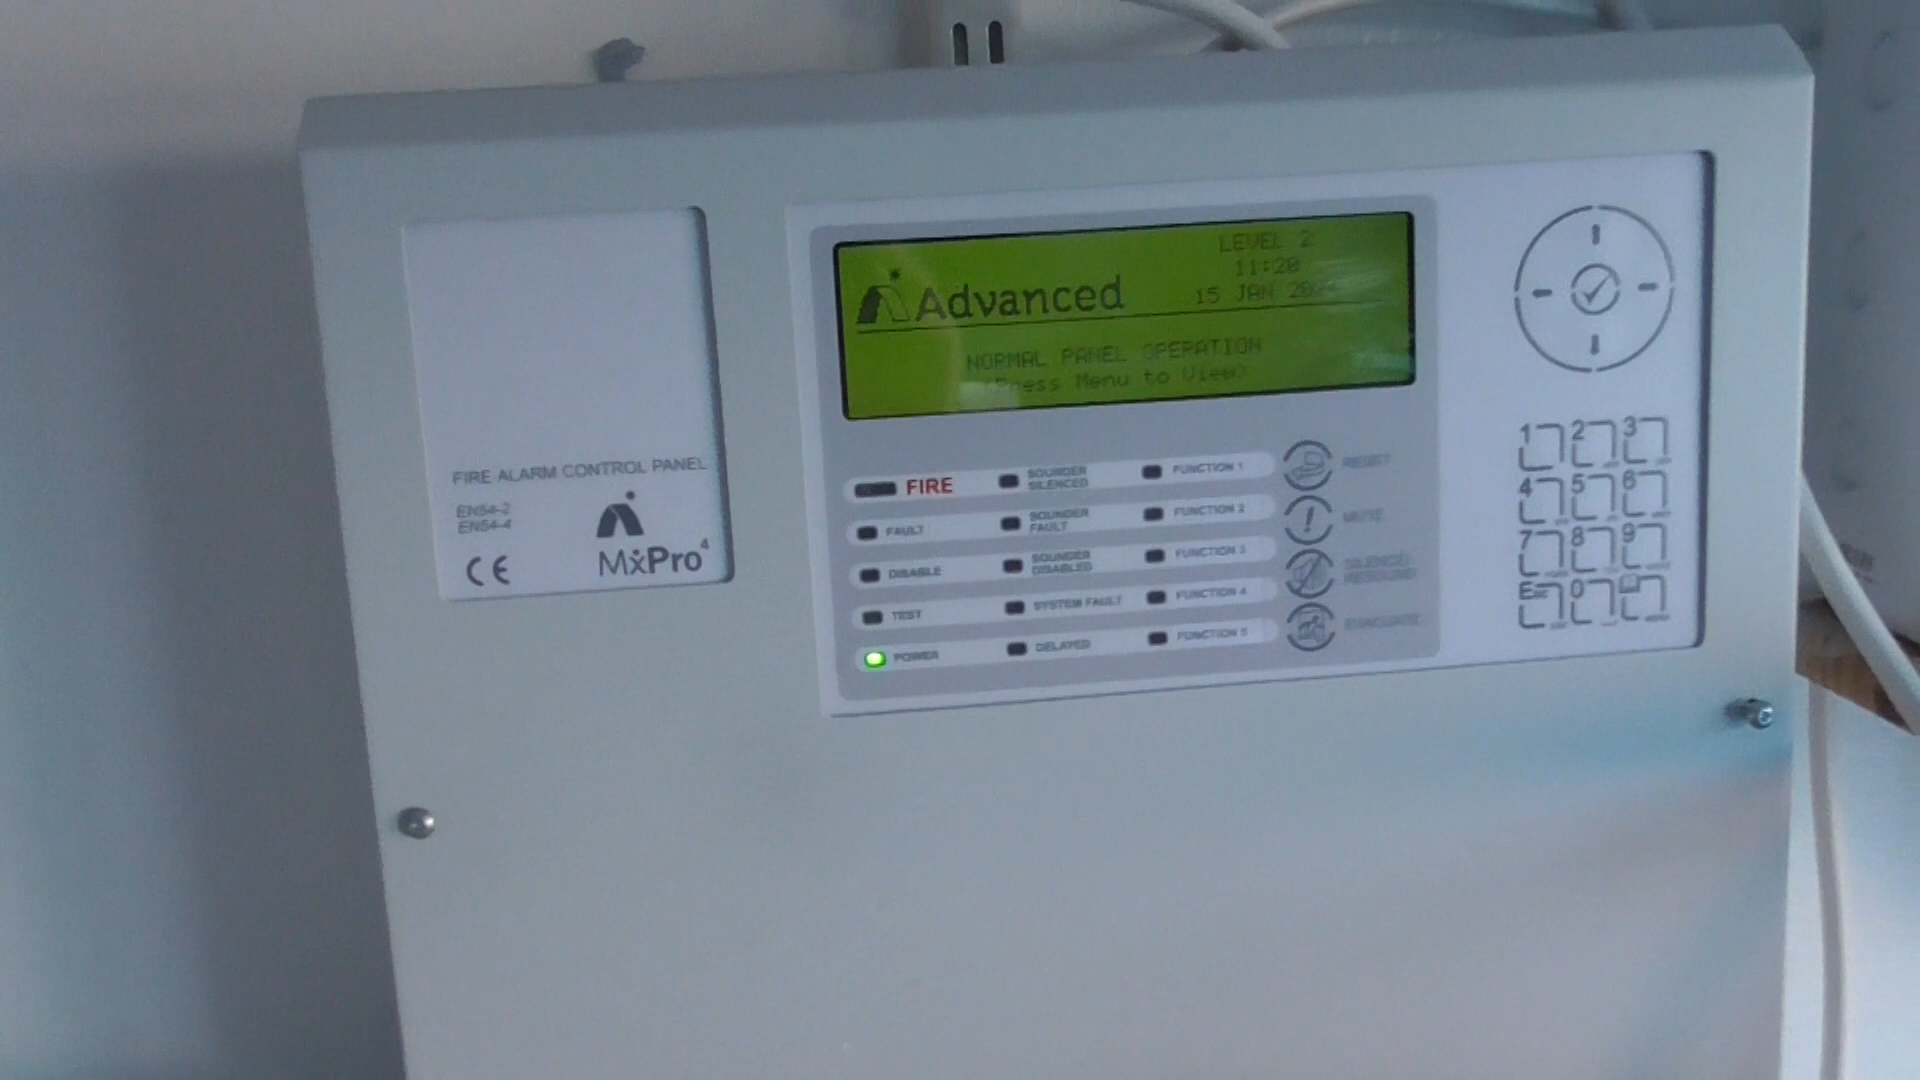 FIRE ALARM CONTROL PANEL
EN54-2
EN54-4
CE
MxPro4
LEVEL 2
11:20
Advanced
15 JAN
NORMAL PANEL OPERATION
(Press Menu to View)
FIRE
FAULT
DISABLE
TEST
POWER
SOUNDER
SILENCED
SOUNDER
FAULT
SOUNDER
DISABLED
SYSTEM FAULT
DELAYED
FUNCTION 1
FUNCTION 2
FUNCTION 3
FUNCTION 4
FUNCTION 5
RESET
MUTE
SILENCE/
RESOUND
EVACUATE
1 2 3
4 5 6
7 8 9
Esc 0